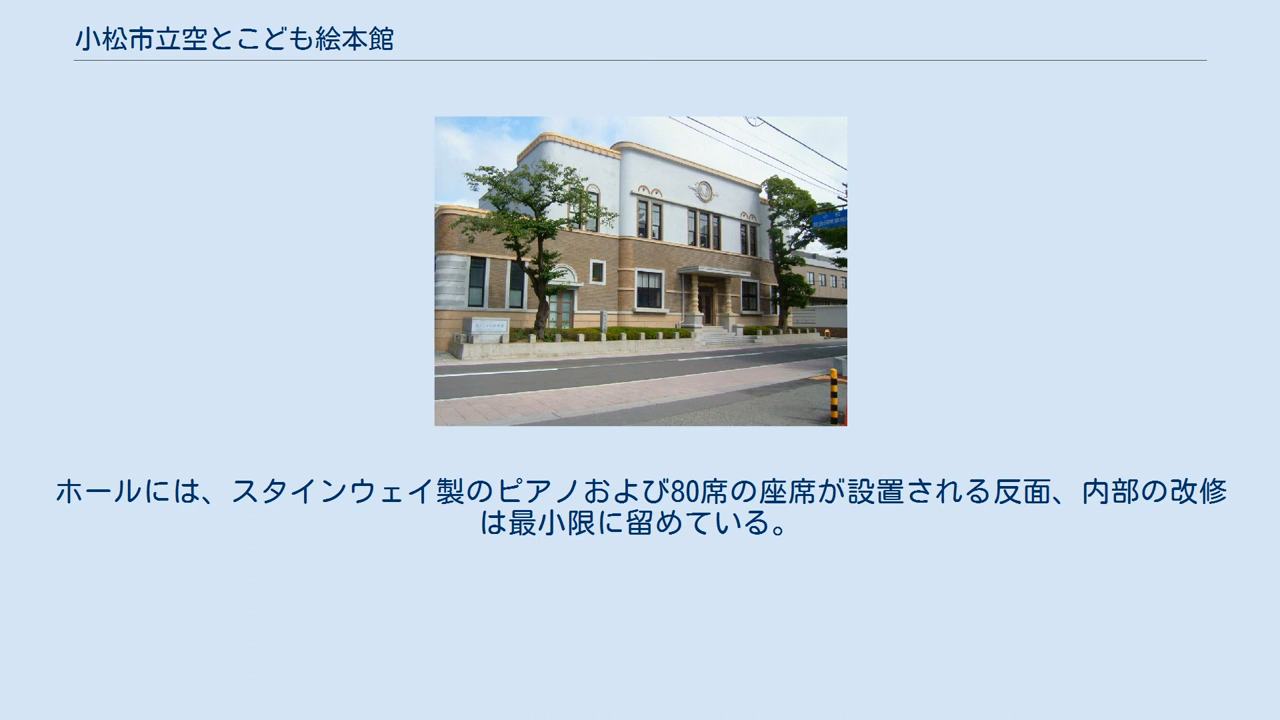 小松市立空とこども絵本館
ホールには、スタインウェイ製のピアノおよび80席の座席が設置される反面、内部の改修
は最小限に留めている。